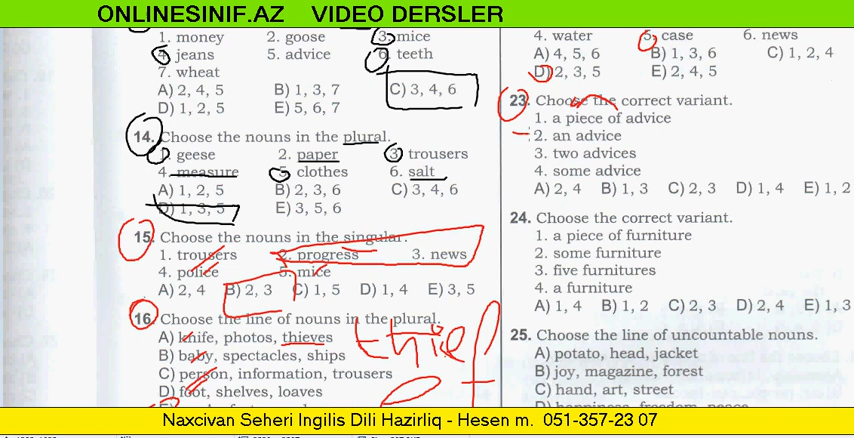 ONLINESINIF.AZ VIDEO DERSLER
1. money 2. goose 3. mice
4. jeans 5. advice 6. teeth
7. wheat
A) 2, 4, 5 B) 1, 3, 7 C) 3, 4, 6
D) 1, 2, 5 E) 5, 6, 7
14. Choose the nouns in the plural.
1. geese 2. paper 3. trousers
4. measure 5. clothes 6. salt
A) 1, 2, 5 B) 2, 3, 6 C) 3, 4, 6
D) 1, 3, 5 E) 3, 5, 6
15. Choose the nouns in the singular.
1. trousers 2. progress 3. news
4. police 5. mice
A) 2, 4 B) 2, 3 C) 1, 5 D) 1, 4 E) 3, 5
16. Choose the line of nouns in the plural.
A) knife, photos, thieves
B) baby, spectacles, ships
C) person, information, trousers
D) foot, shelves, loaves
thief
4. water 5. case 6. news
A) 4, 5, 6 B) 1, 3, 6 C) 1, 2, 4
D) 2, 3, 5 E) 2, 4, 5
23. Choose the correct variant.
1. a piece of advice
2. an advice
3. two advices
4. some advice
A) 2, 4 B) 1, 3 C) 2, 3 D) 1, 4 E) 1, 2
24. Choose the correct variant.
1. a piece of furniture
2. some furniture
3. five furnitures
4. a furniture
A) 1, 4 B) 1, 2 C) 2, 3 D) 2, 4 E) 1, 3
25. Choose the line of uncountable nouns.
A) potato, head, jacket
B) joy, magazine, forest
C) hand, art, street
D) happiness, freedom, peace
Naxcivan Seheri Ingilis Dili Hazirliq - Hesen m. 051-357-23 07